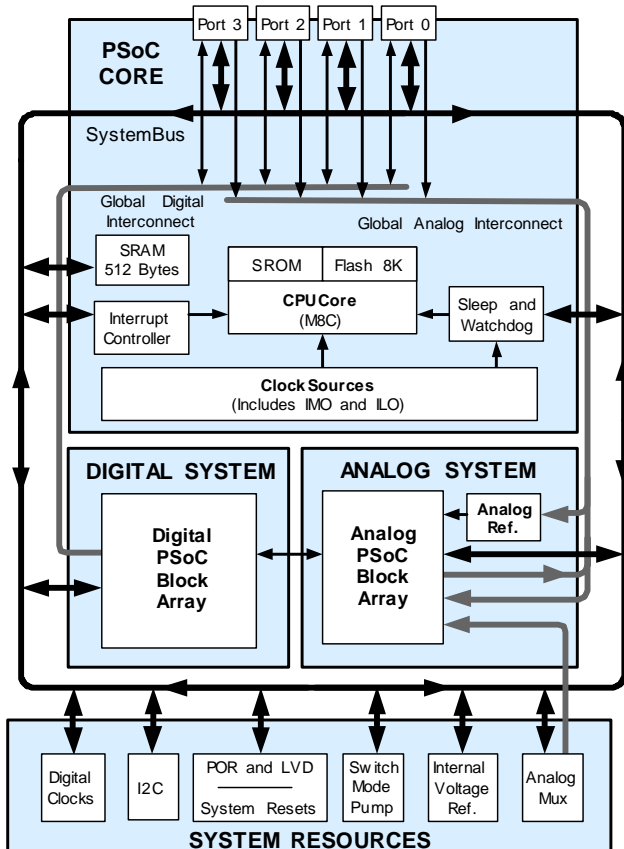 Port 3 Port 2 Port 1 Port 0
PSoC
CORE
SystemBus
Global Digital
Interconnect
Global Analog Interconnect
SRAM
512 Bytes
SROM Flash 8K
CPU Core
(M8C)
Interrupt
Controller
Sleep and
Watchdog
Clock Sources
(Includes IMO and ILO)
DIGITAL SYSTEM
Digital
PSoC
Block
Array
ANALOG SYSTEM
Analog
PSoC
Block
Array
Analog
Ref.
Digital
Clocks
I2C
POR and LVD
System Resets
Switch
Mode
Pump
Internal
Voltage
Ref.
Analog
Mux
SYSTEM RESOURCES